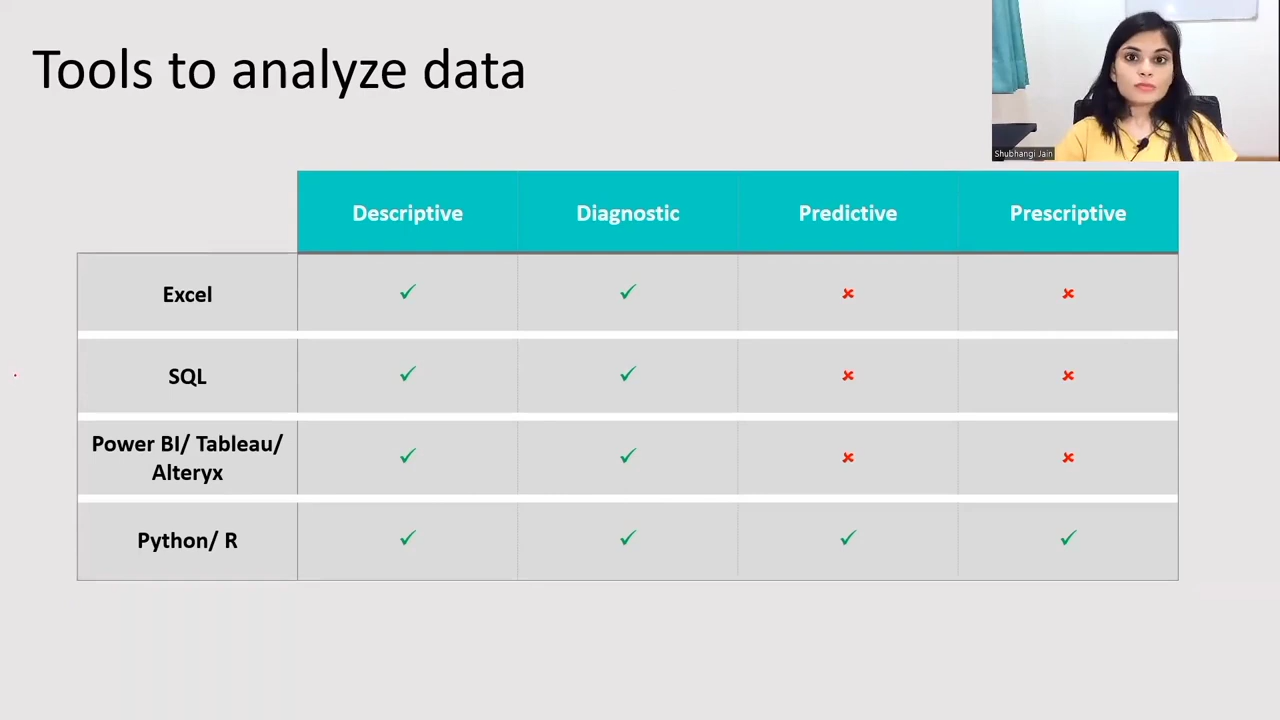 Tools to analyze data
Shubhangi Jain
Descriptive Diagnostic Predictive Prescriptive
Excel ✓ ✓ ✗ ✗
SQL ✓ ✓ ✗ ✗
Power BI/ Tableau/
Alteryx ✓ ✓ ✗ ✗
Python/ R ✓ ✓ ✓ ✓